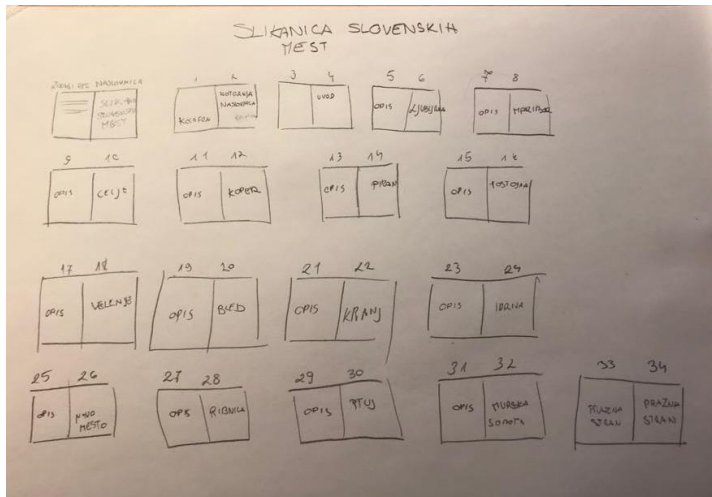 SLIKANICA SLOVENSKIH
MEST
NASLOVNICA
SLIKANICA
SLOVENSKIH
MEST
1 2
KOLOFON
NOTRANJA
NASLOVNICA
3 4
UVOD
5 6
OPIS LJUBLJANA
7 8
OPIS MARIBOR
9 10
OPIS CELJE
11 12
OPIS KOPER
13 14
OPIS PIRAN
15 16
OPIS POSTOJNA
17 18
OPIS VELENJE
19 20
OPIS BLED
21 22
OPIS KRANJ
23 24
OPIS IDRIJA
25 26
OPIS NOVO
MESTO
27 28
OPIS RIBNICA
29 30
OPIS PTUJ
31 32
OPIS MURSKA
SOBOTA
33 34
PRAZNA
STRAN
PRAZNA
STRAN